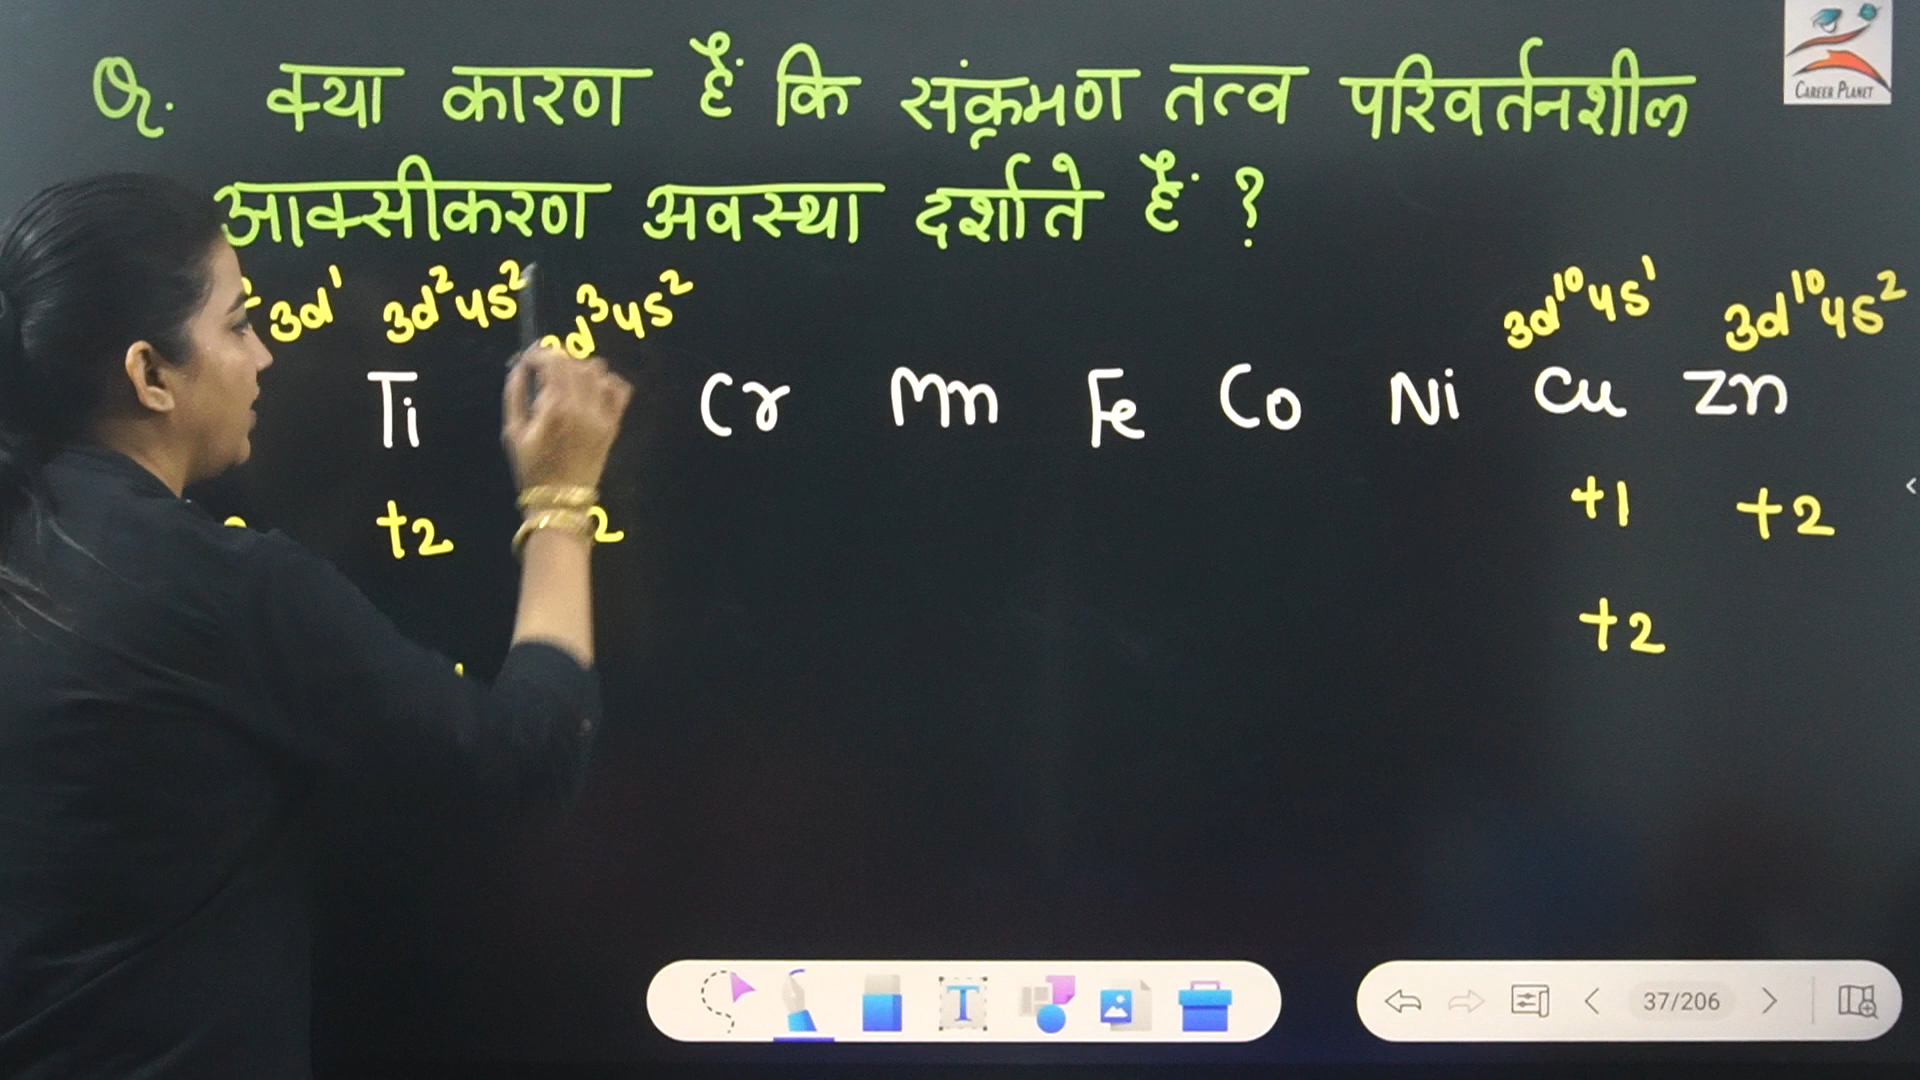 Q. क्या कारण हैं कि संक्रमण तत्व परिवर्तनशील
आक्सीकरण अवस्था दर्शाते हैं ?
3d¹ 3d²4s² 3d³4s² 3d¹⁰4s¹ 3d¹⁰4s²
Ti Cr Mn Fe Co Ni Cu Zn
+2 2 +1 +2
+2
CAREER PLANET
T
37/206